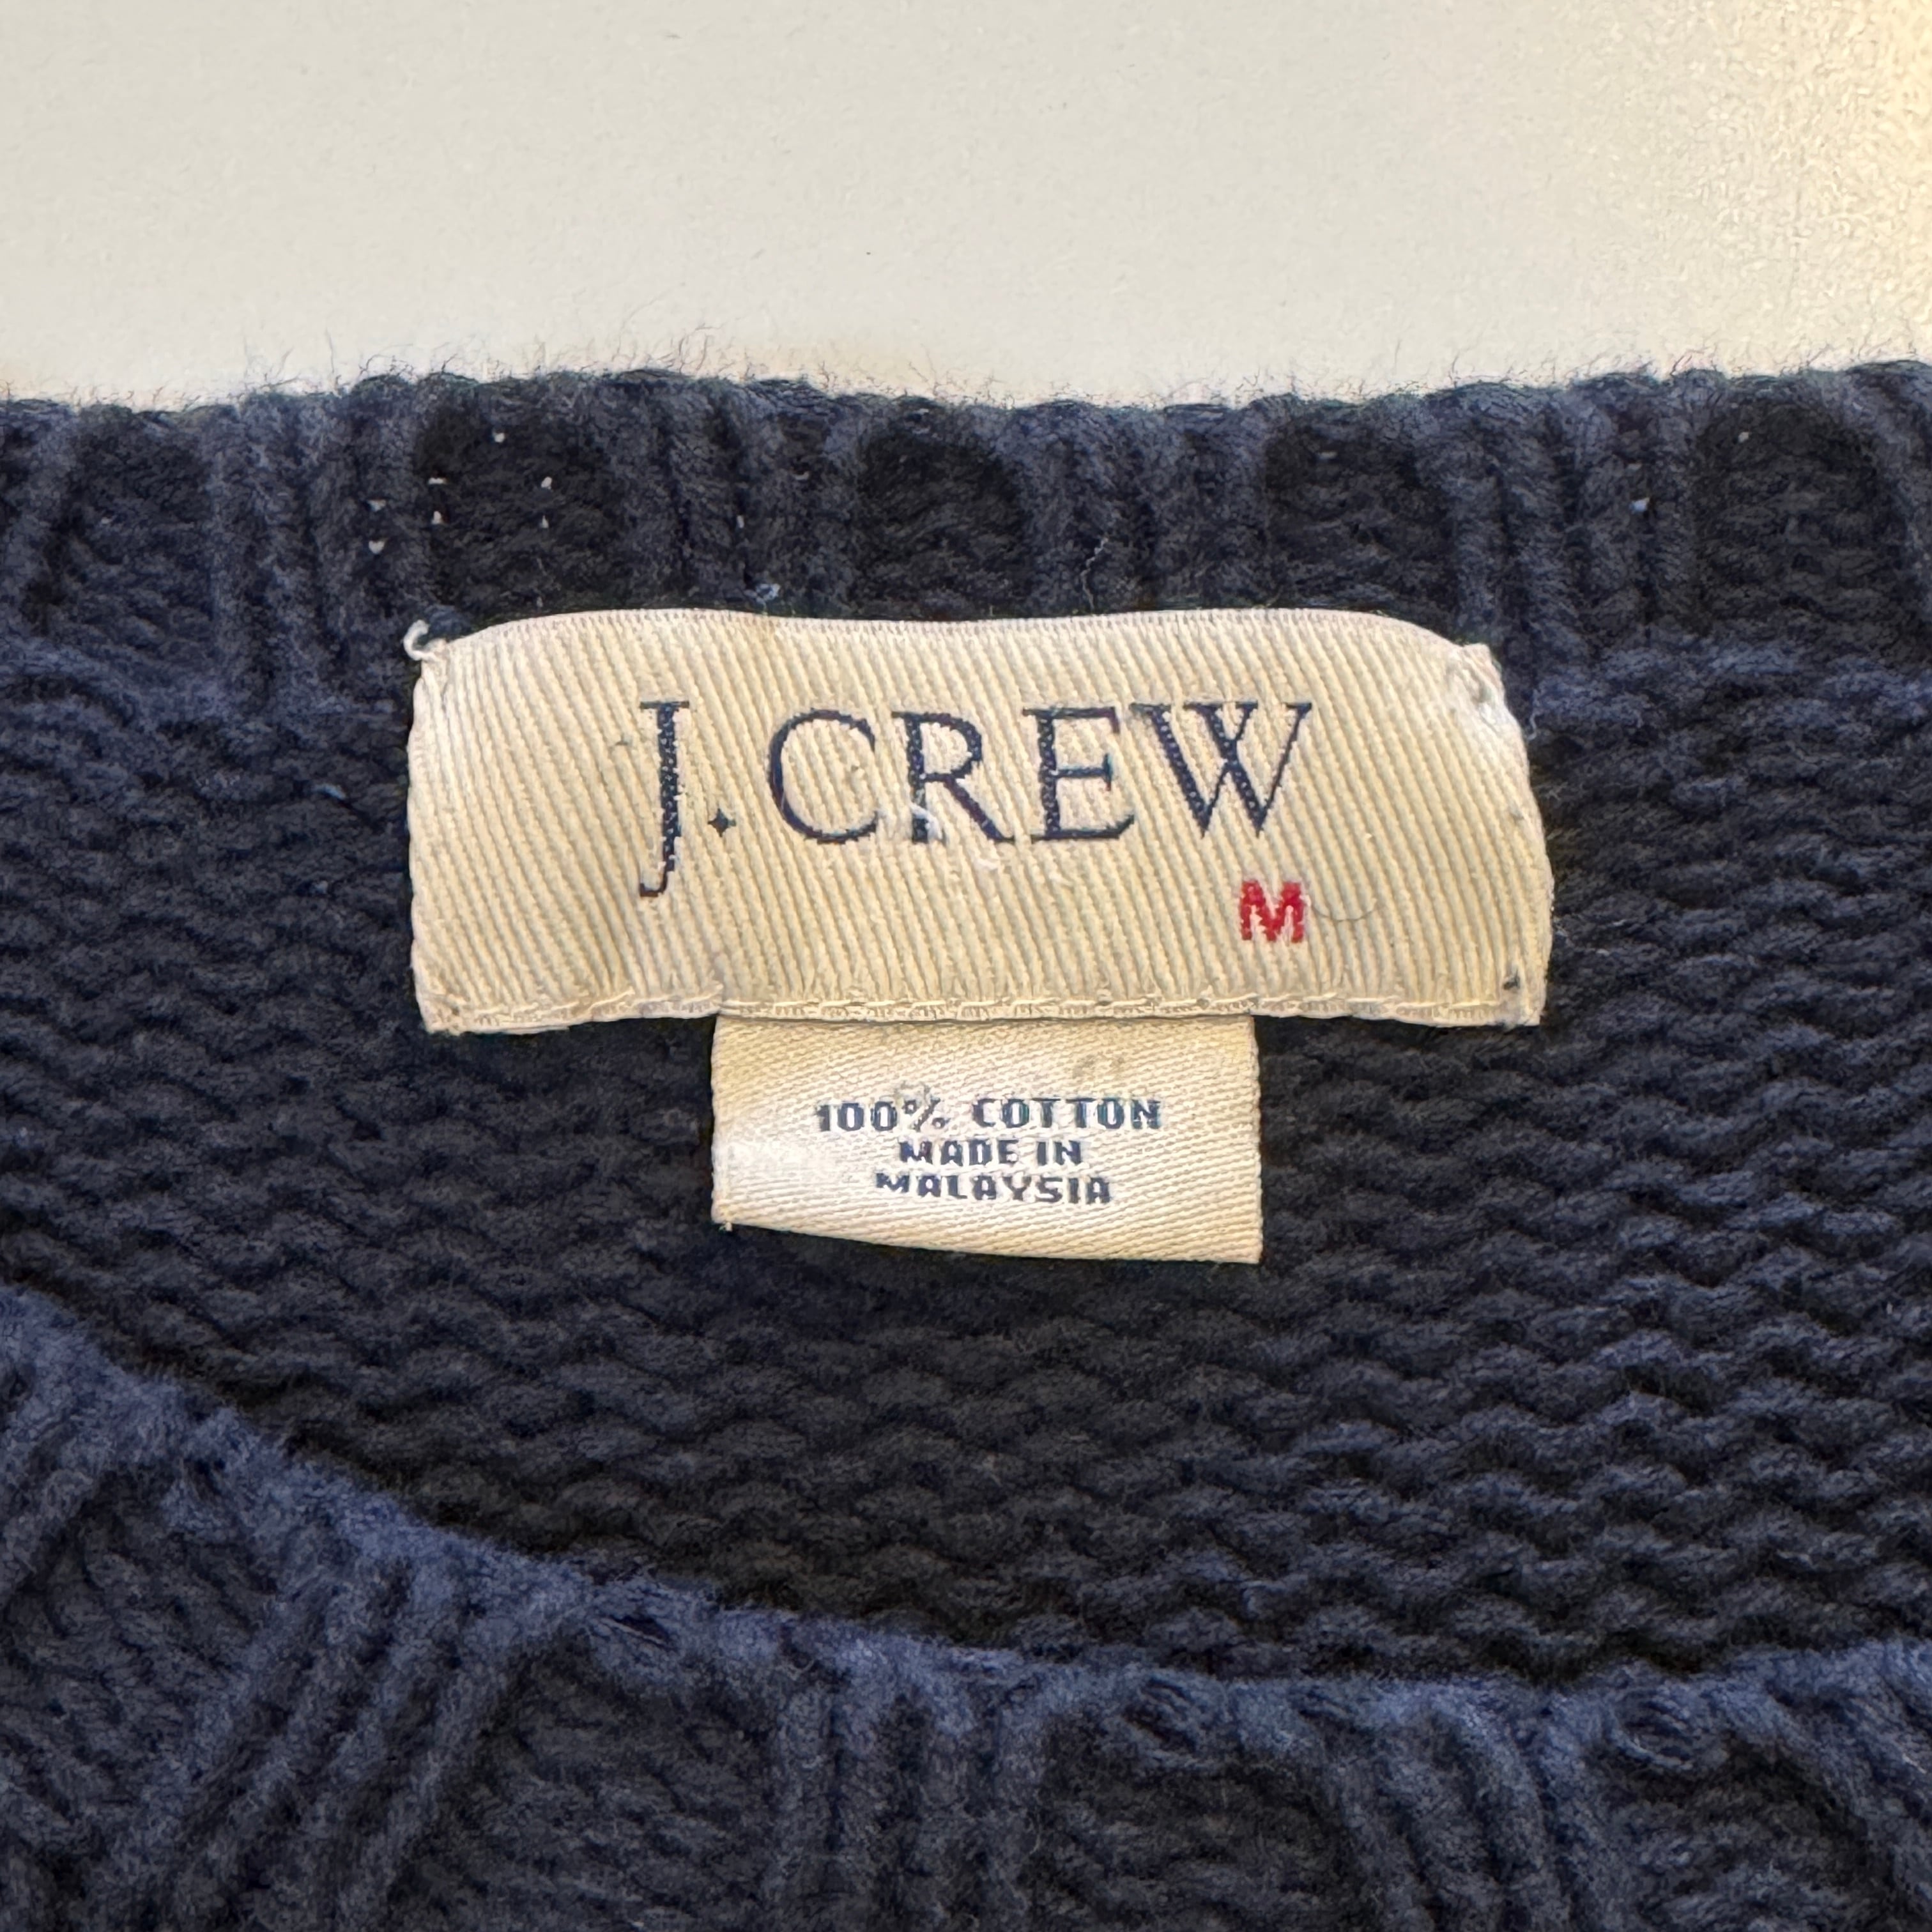 J.CREW
M
100% COTTON
MADE IN
MALAYSIA